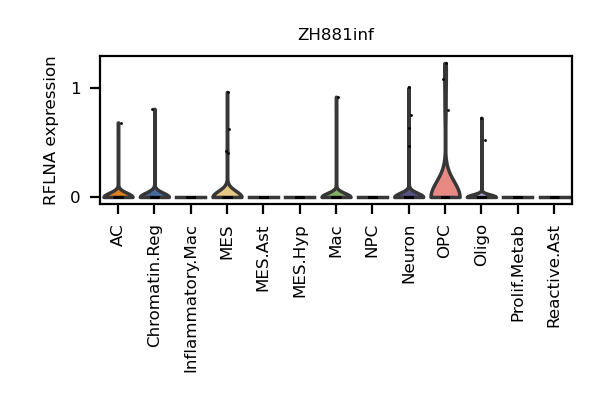 ZH881inf
RFLNA expression
1
0
AC
Chromatin.Reg
Inflammatory.Mac
MES
MES.Ast
MES.Hyp
Mac
NPC
Neuron
OPC
Oligo
Prolif.Metab
Reactive.Ast